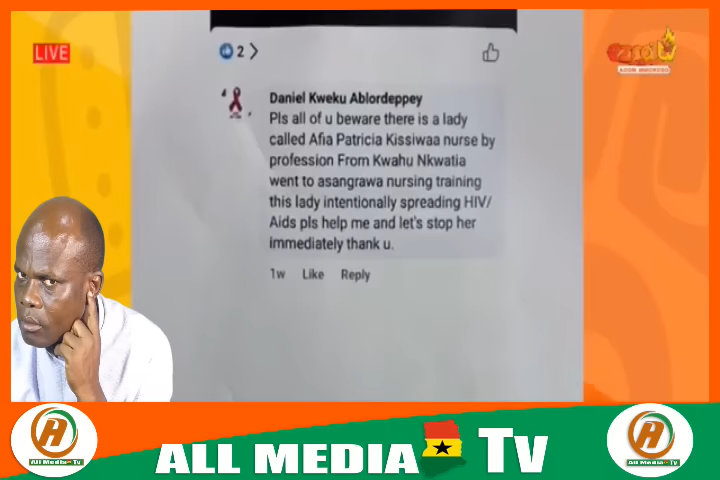 LIVE
2
Daniel Kweku Ablordeppey
Pls all of u beware there is a lady
called Afia Patricia Kissiwaa nurse by
profession From Kwahu Nkwatia
went to asangrawa nursing training
this lady intentionally spreading HIV/
Aids pls help me and let's stop her
immediately thank u.
1w Like Reply
All Media Tv
ALL MEDIA TV
All Media Tv